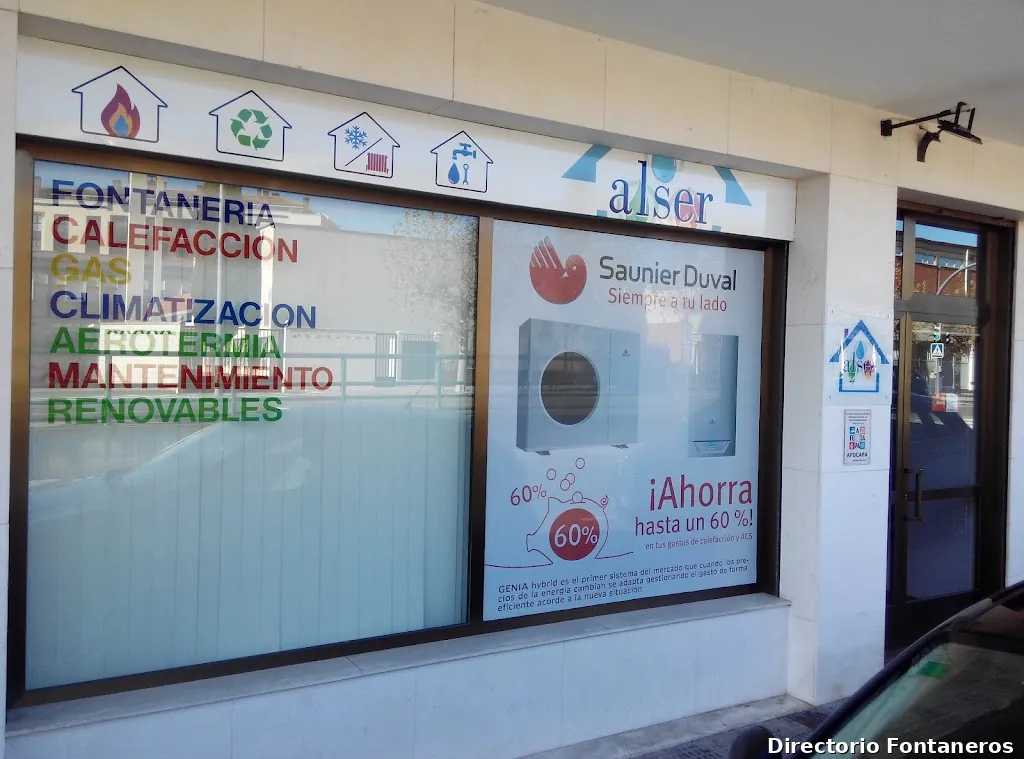 alser
FONTANERIA
CALEFACCION
GAS
CLIMATIZACION
AEROTERMIA
MANTENIMIENTO
RENOVABLES
Saunier Duval
Siempre a tu lado
60%
60%
¡Ahorra
hasta un 60 %!
en tus gastos de calefacción y ACS
GENIA hybrid es el primer sistema del mercado que cuando los pre-
cios de la energía cambian se adapta gestionando el gasto de forma
eficiente acorde a la nueva situación
alser
AFOCAPA
Directorio Fontaneros